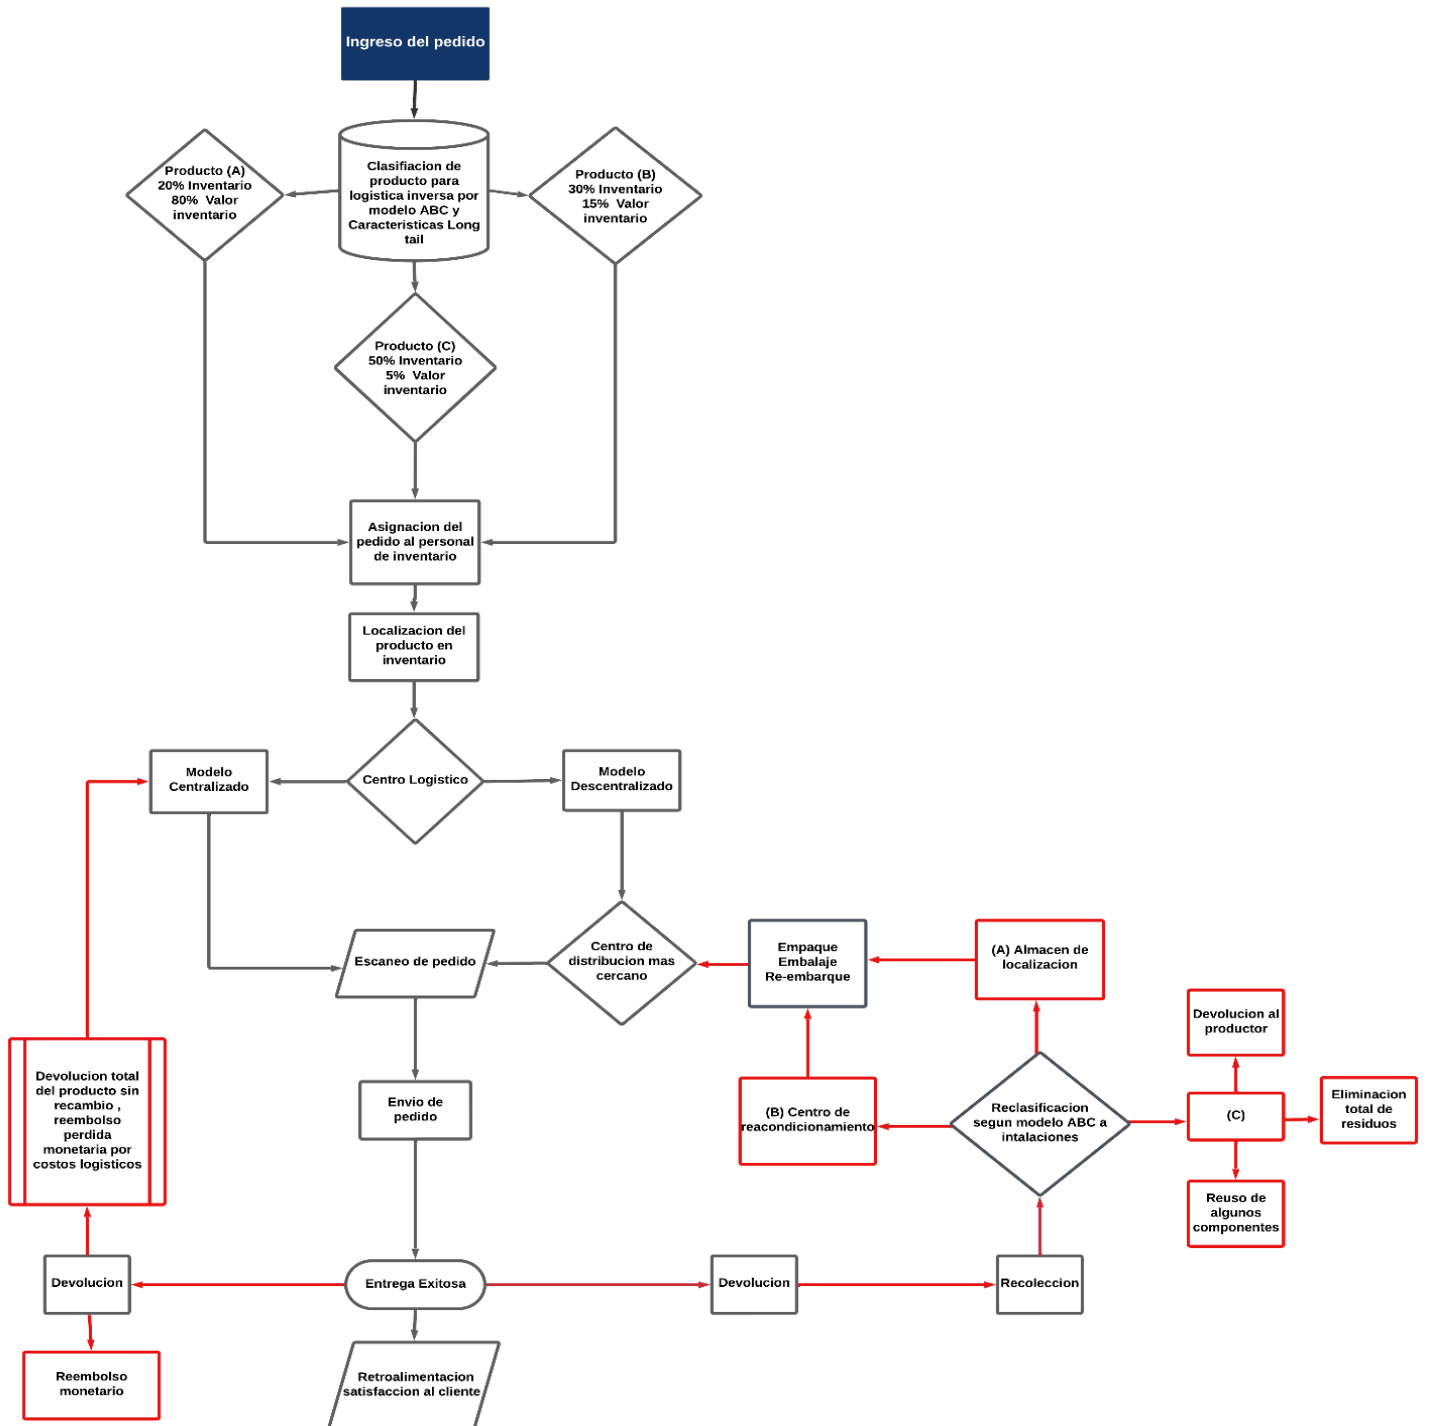 Ingreso del pedido
Producto (A)
20% Inventario
80% Valor
inventario
Clasifiacion de
producto para
logistica inversa por
modelo ABC y
Caracteristicas Long
tail
Producto (B)
30% Inventario
15% Valor
inventario
Producto (C)
50% Inventario
5% Valor
inventario
Asignacion del
pedido al personal
de inventario
Localizacion del
producto en
inventario
Modelo
Centralizado
Centro Logistico
Modelo
Descentralizado
Escaneo de pedido
Centro de
distribucion mas
cercano
Empaque
Embalaje
Re-embarque
(A) Almacen de
localizacion
Devolucion al
productor
Devolucion total
del producto sin
recambio ,
reembolso
perdida
monetaria por
costos logisticos
Envio de
pedido
(B) Centro de
reacondicionamiento
Reclasificacion
segun modelo ABC a
intalaciones
(C)
Eliminacion
total de
residuos
Reuso de
algunos
componentes
Devolucion
Entrega Exitosa
Devolucion
Recoleccion
Reembolso
monetario
Retroalimentacion
satisfaccion al cliente